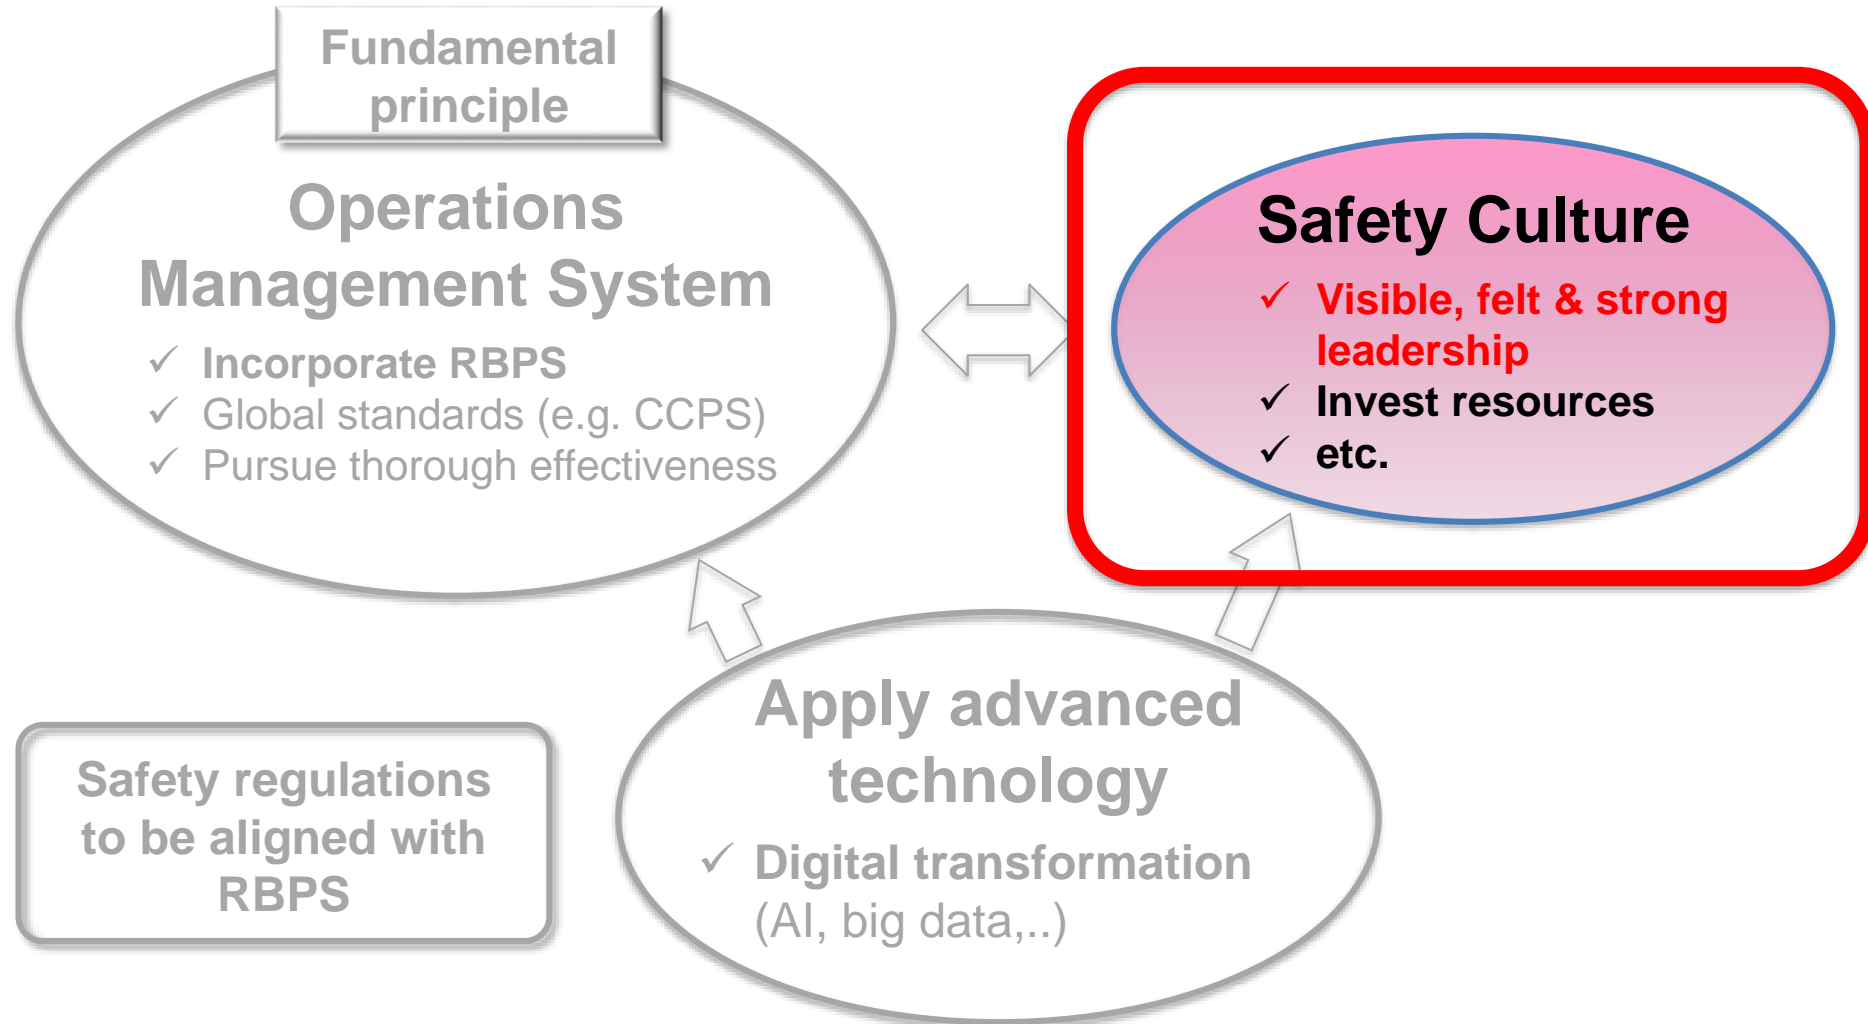 Fundamental
principle
Operations
Management System
✓ Incorporate RBPS
✓ Global standards (e.g. CCPS)
✓ Pursue thorough effectiveness
Safety Culture
✓ Visible, felt & strong
leadership
✓ Invest resources
✓ etc.
Apply advanced
technology
✓ Digital transformation
(AI, big data,..)
Safety regulations
to be aligned with
RBPS